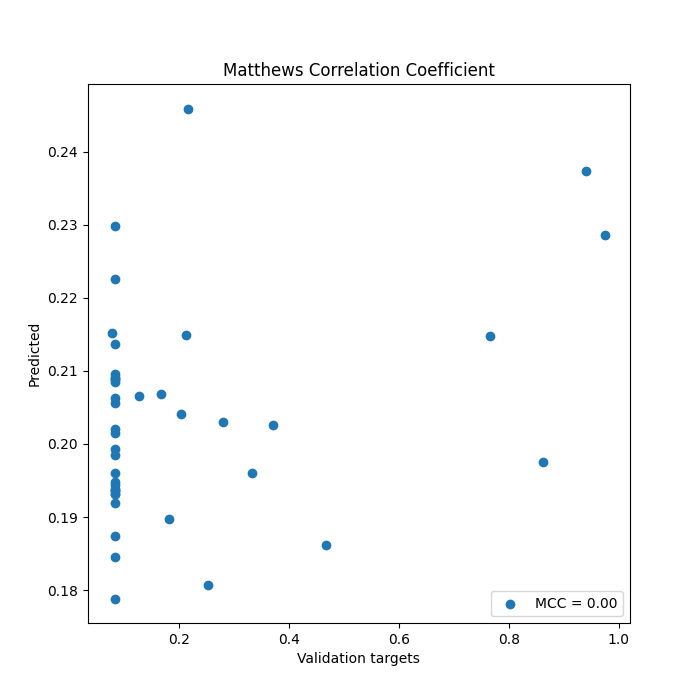 Matthews Correlation Coefficient
Predicted
0.24
0.23
0.22
0.21
0.20
0.19
0.18
MCC = 0.00
0.2 0.4 0.6 0.8 1.0
Validation targets